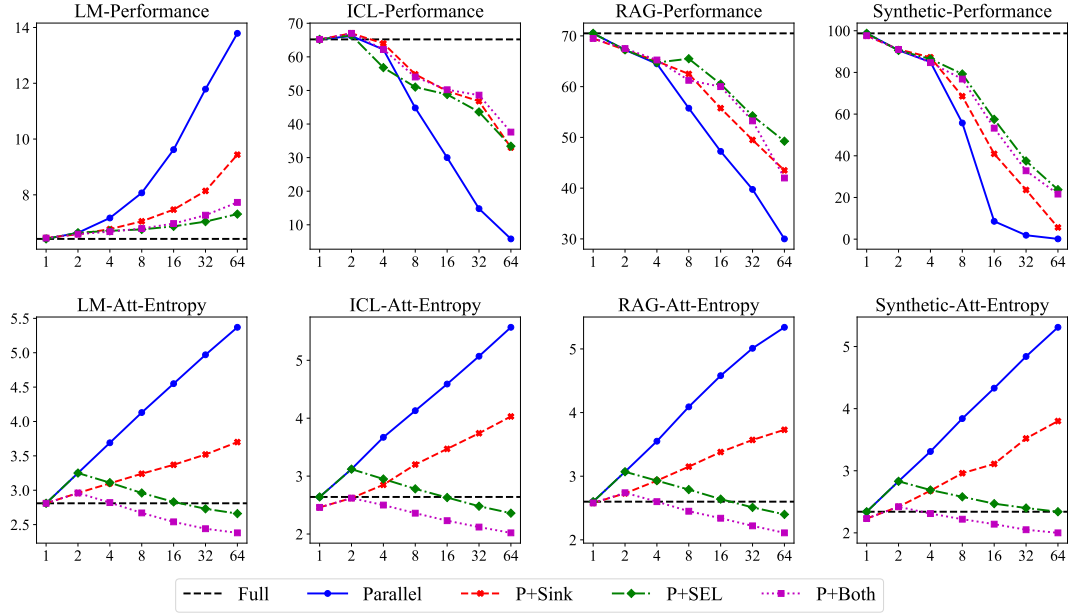 LM-Performance
14
12
10
8
1 2 4 8 16 32 64
ICL-Performance
70
60
50
40
30
20
10
1 2 4 8 16 32 64
RAG-Performance
70
60
50
40
30
1 2 4 8 16 32 64
Synthetic-Performance
100
80
60
40
20
0
1 2 4 8 16 32 64
LM-Att-Entropy
5.5
5.0
4.5
4.0
3.5
3.0
2.5
1 2 4 8 16 32 64
ICL-Att-Entropy
5
4
3
2
1 2 4 8 16 32 64
RAG-Att-Entropy
5
4
3
2
1 2 4 8 16 32 64
Synthetic-Att-Entropy
5
4
3
2
1 2 4 8 16 32 64
Full Parallel P+Sink P+SEL P+Both